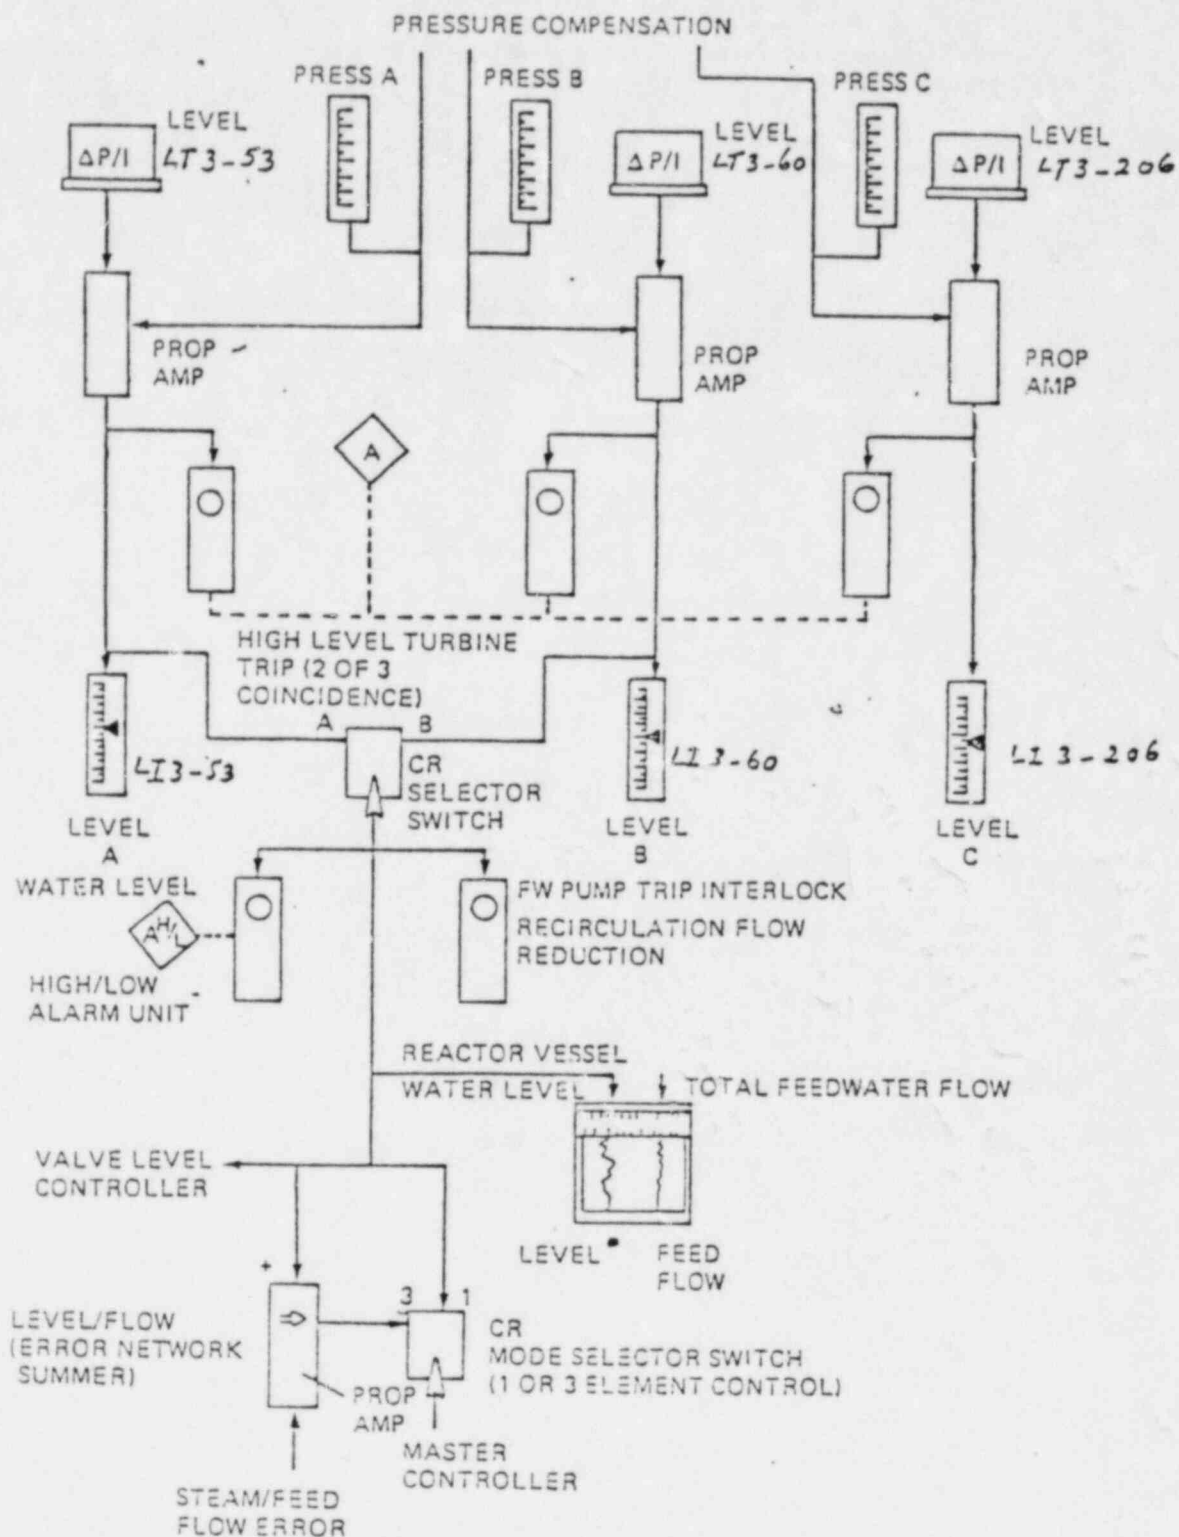 PRESSURE COMPENSATION
PRESS A
PRESS B
PRESS C
LEVEL
LT3-53
ΔP/I
LEVEL
LT3-60
ΔP/I
LEVEL
LT3-206
ΔP/I
PROP
AMP
PROP
AMP
PROP
AMP
A
HIGH LEVEL TURBINE
TRIP (2 OF 3
COINCIDENCE)
A
B
CR
SELECTOR
SWITCH
LI3-53
LI3-60
LI3-206
LEVEL
A
LEVEL
B
LEVEL
C
WATER LEVEL
A H/L
HIGH/LOW
ALARM UNIT
FW PUMP TRIP INTERLOCK
RECIRCULATION FLOW
REDUCTION
REACTOR VESSEL
WATER LEVEL
TOTAL FEEDWATER FLOW
VALVE LEVEL
CONTROLLER
LEVEL
FEED
FLOW
+
3
1
LEVEL/FLOW
(ERROR NETWORK
SUMMER)
PROP
AMP
CR
MODE SELECTOR SWITCH
(1 OR 3 ELEMENT CONTROL)
MASTER
CONTROLLER
STEAM/FEED
FLOW ERROR